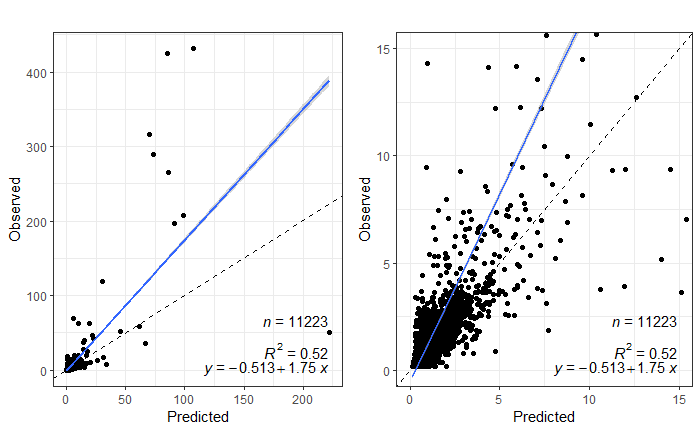 Observed
400
300
200
100
0
n = 11223
R² = 0.52
y = −0.513 + 1.75 x
0
50
100
150
200
Predicted
Observed
15
10
5
0
n = 11223
R² = 0.52
y = −0.513 + 1.75 x
0
5
10
15
Predicted